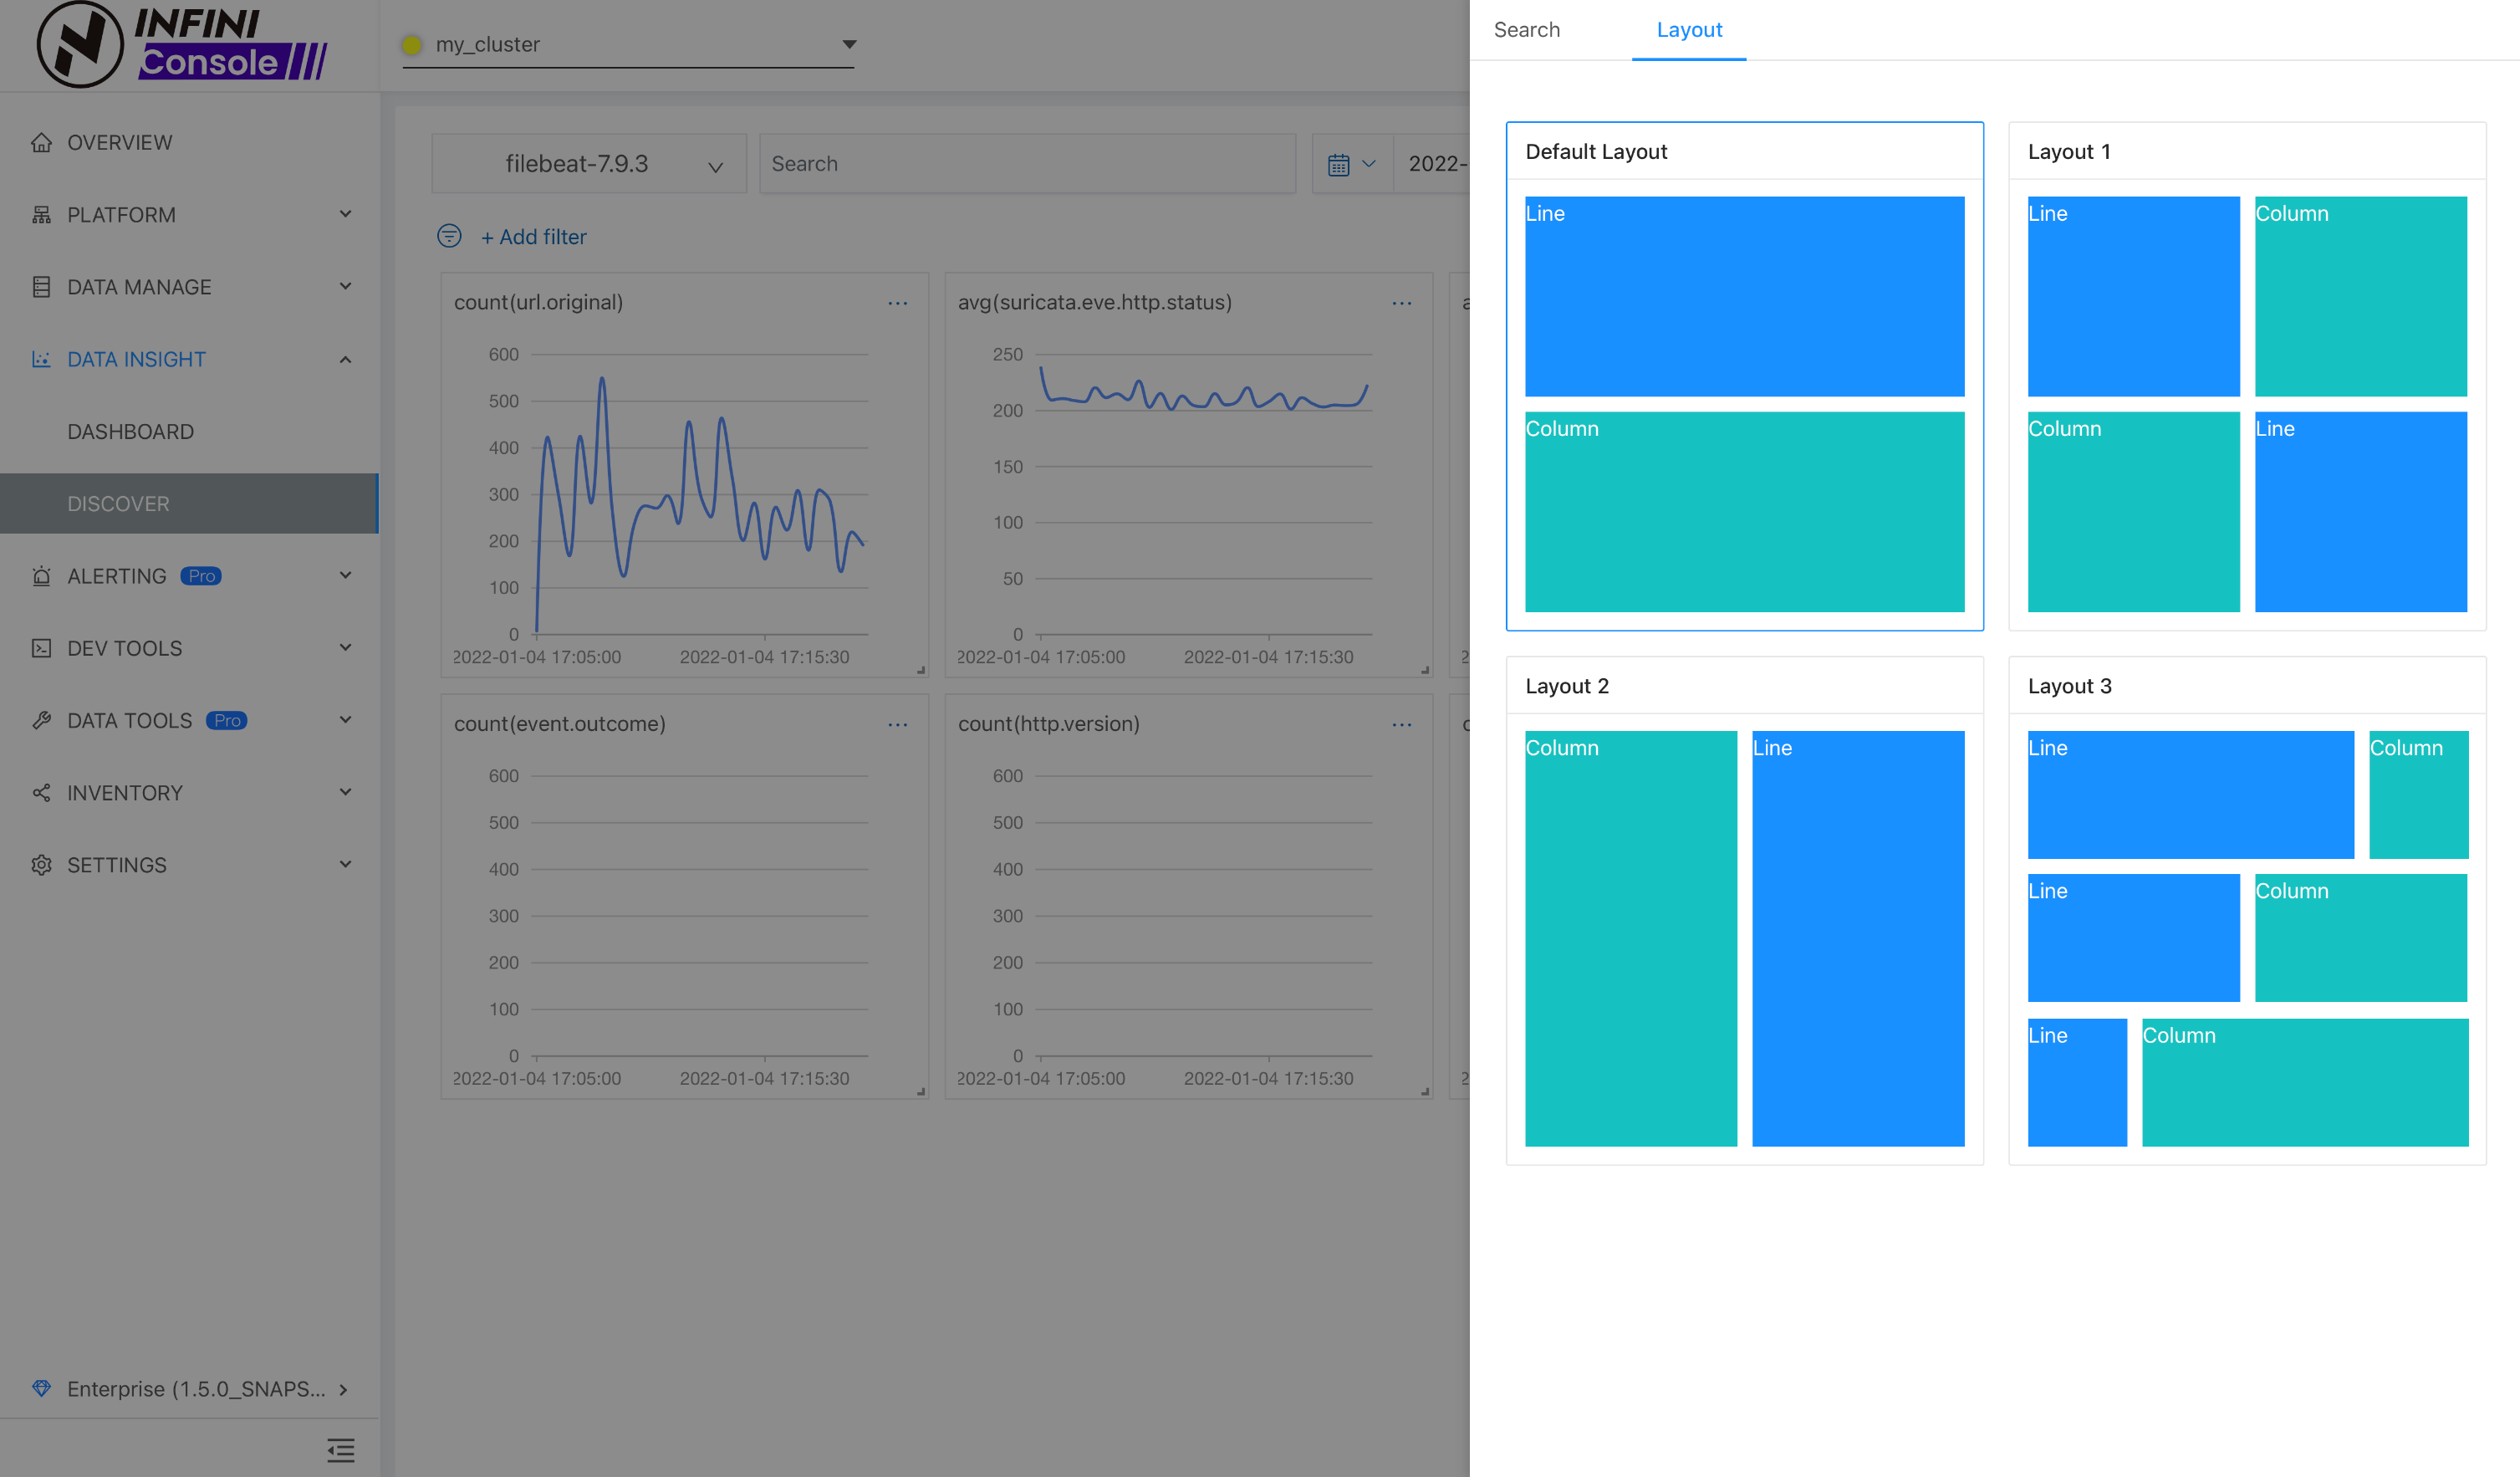 INFINI
Console
OVERVIEW
PLATFORM
DATA MANAGE
DATA INSIGHT
DASHBOARD
DISCOVER
ALERTING Pro
DEV TOOLS
DATA TOOLS Pro
INVENTORY
SETTINGS
Enterprise (1.5.0_SNAPS...
my_cluster
filebeat-7.9.3
Search
2022-
+ Add filter
count(url.original)
600
500
400
300
200
100
0
2022-01-04 17:05:00
2022-01-04 17:15:30
avg(suricata.eve.http.status)
250
200
150
100
50
0
2022-01-04 17:05:00
2022-01-04 17:15:30
count(event.outcome)
600
500
400
300
200
100
0
2022-01-04 17:05:00
2022-01-04 17:15:30
count(http.version)
600
500
400
300
200
100
0
2022-01-04 17:05:00
2022-01-04 17:15:30
Search
Layout
Default Layout
Line
Column
Layout 1
Line
Column
Column
Line
Layout 2
Column
Line
Layout 3
Line
Column
Line
Column
Line
Column